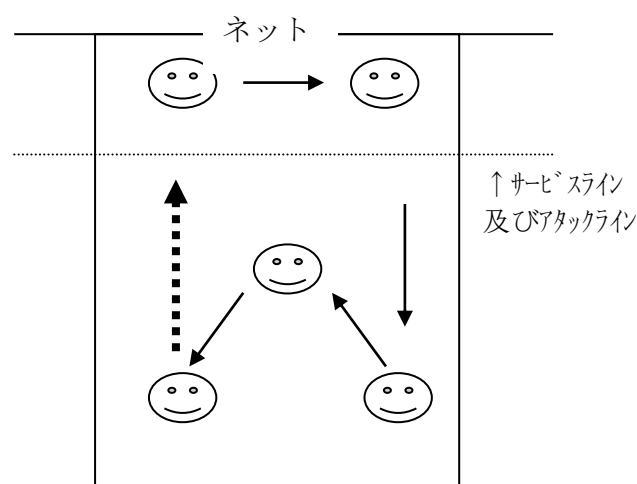 ネット
↑サービスライン
及びアタックライン